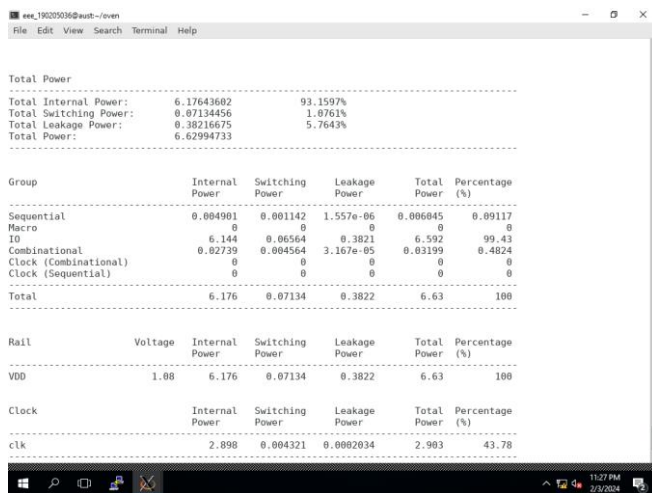 eee_190205036@aust:~/oven
File Edit View Search Terminal Help
Total Power
Total Internal Power: 6.17643602 93.1597%
Total Switching Power: 0.07134456 1.0761%
Total Leakage Power: 0.38216675 5.7643%
Total Power: 6.62994733
Group Internal Switching Leakage Total Percentage
Power Power Power Power (%)
Sequential 0.004901 0.001142 1.557e-06 0.006045 0.09117
Macro 0 0 0 0 0
IO 6.144 0.06564 0.3821 6.592 99.43
Combinational 0.02739 0.004564 3.167e-05 0.03199 0.4824
Clock (Combinational) 0 0 0 0 0
Clock (Sequential) 0 0 0 0 0
Total 6.176 0.07134 0.3822 6.63 100
Rail Voltage Internal Switching Leakage Total Percentage
Power Power Power Power (%)
VDD 1.08 6.176 0.07134 0.3822 6.63 100
Clock Internal Switching Leakage Total Percentage
Power Power Power Power (%)
clk 2.898 0.004321 0.0002034 2.903 43.78
11:27 PM
2/3/2024